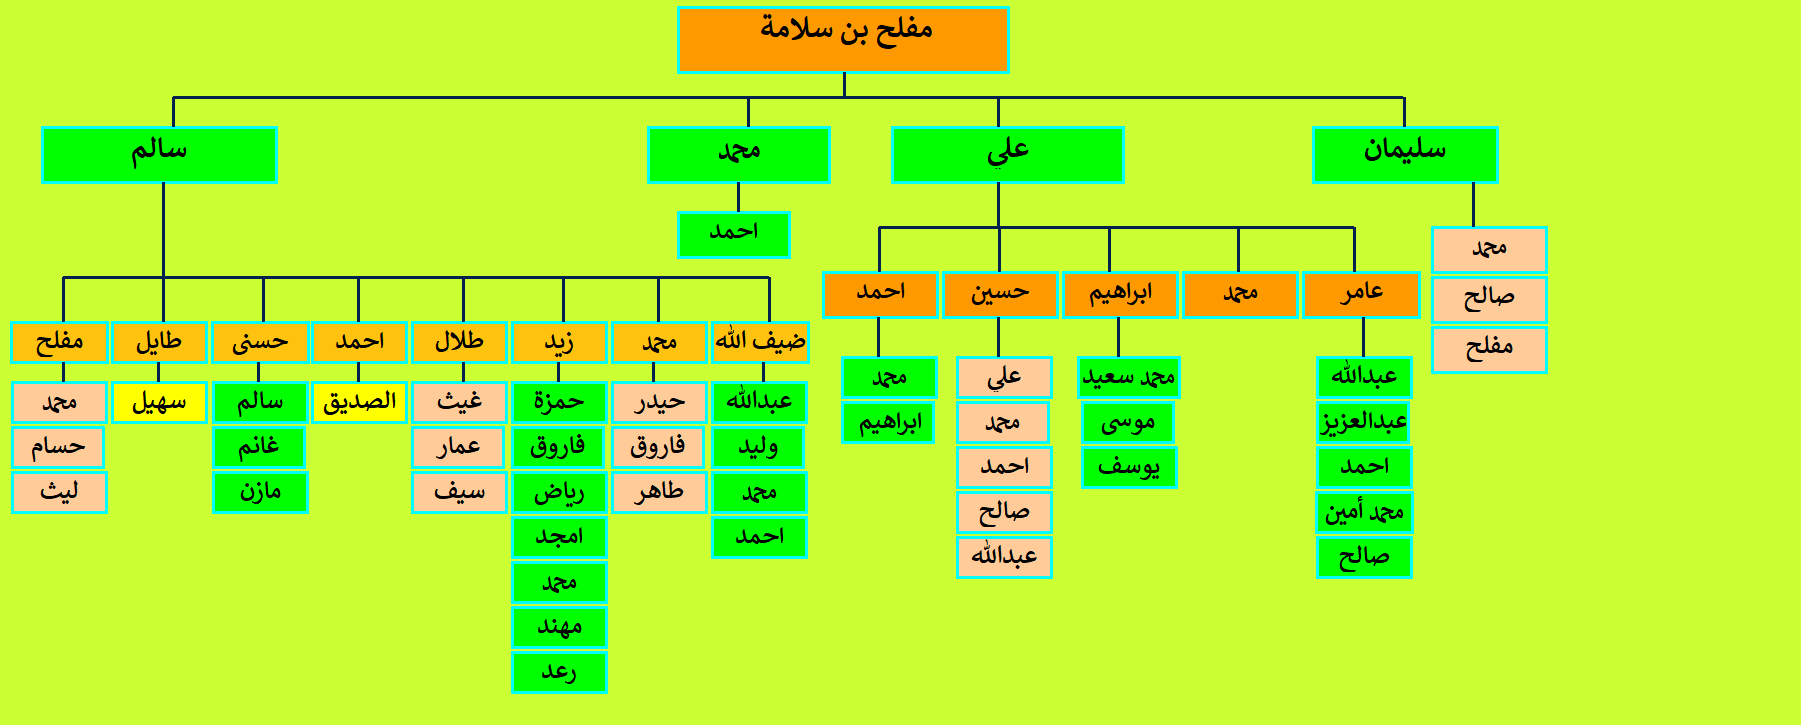 مفلح بن سلامة
سليمان
علي
محمد
سالم
محمد
صالح
مفلح
احمد
عامر
محمد
ابراهيم
حسين
احمد
عبدالله
عبدالعزيز
احمد
محمد أمين
صالح
محمد سعيد
موسى
يوسف
علي
محمد
احمد
صالح
عبدالله
محمد
ابراهيم
ضيف الله
محمد
زيد
طلال
احمد
حسنى
طايل
مفلح
عبدالله
وليد
محمد
احمد
حيدر
فاروق
طاهر
حمزة
فاروق
رياض
امجد
محمد
مهند
رعد
غيث
عمار
سيف
الصديق
سالم
غانم
مازن
سهيل
محمد
حسام
ليث